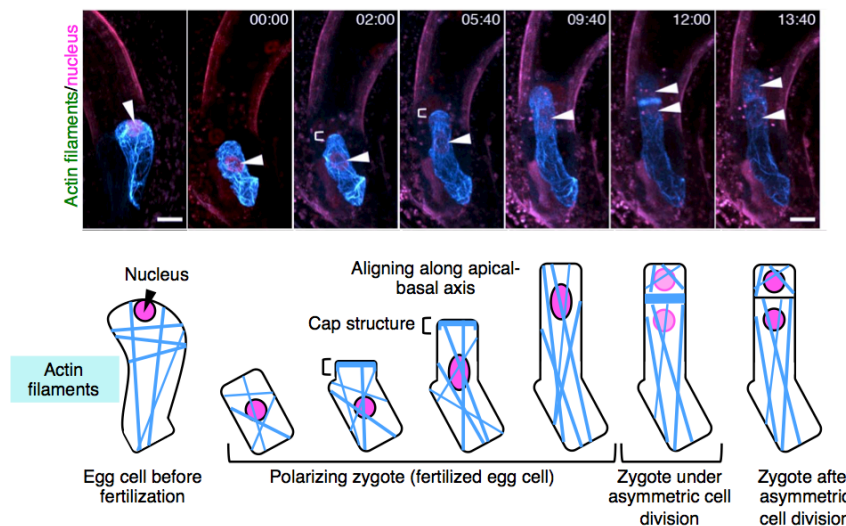 Actin filaments/nucleus
00:00
02:00
05:40
09:40
12:00
13:40
Nucleus
Aligning along apical-
basal axis
Cap structure
Actin
filaments
Egg cell before
fertilization
Polarizing zygote (fertilized egg cell)
Zygote under
asymmetric cell
division
Zygote after
asymmetric
cell division